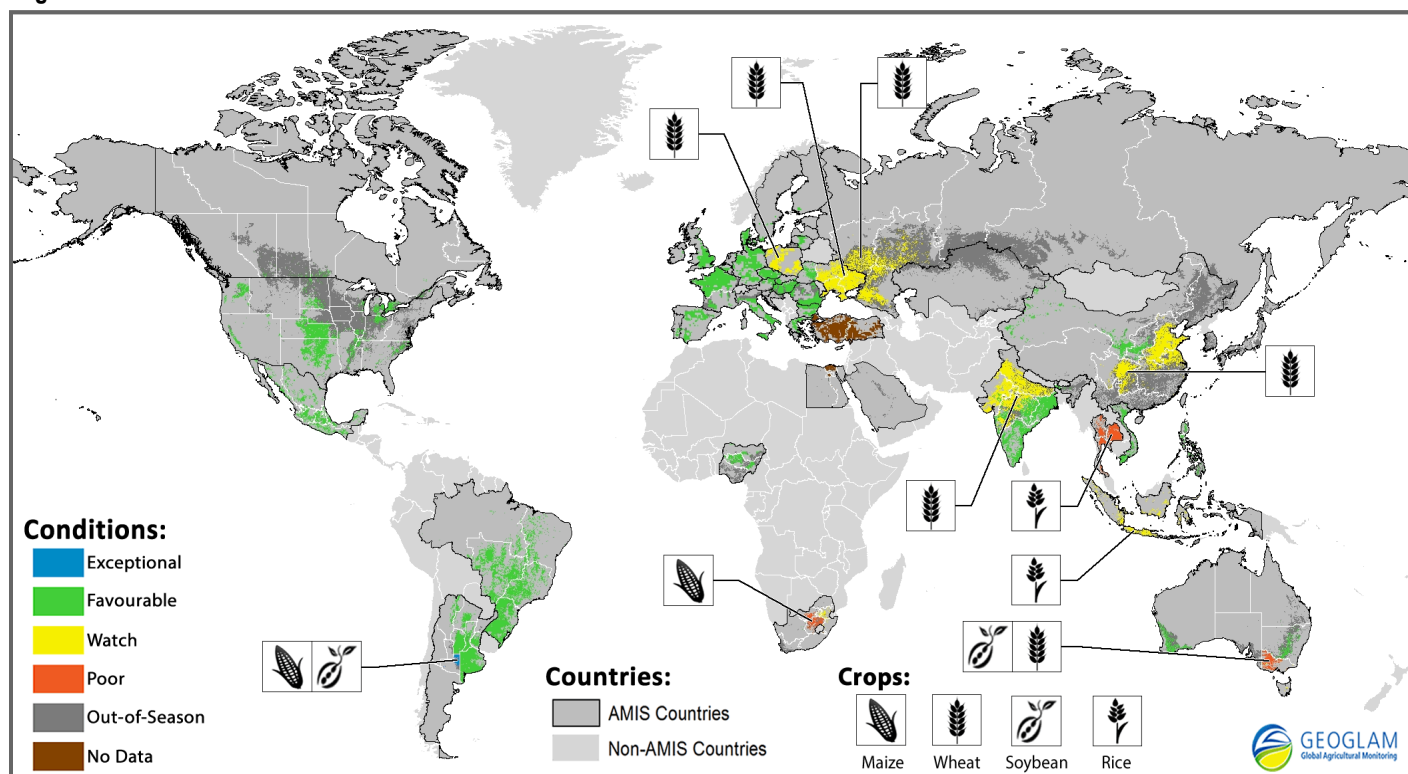 Conditions:
Exceptional
Favourable
Watch
Poor
Out-of-Season
No Data
Countries:
AMIS Countries
Non-AMIS Countries
Crops:
Maize
Wheat
Soybean
Rice
GEOGLAM
Global Agricultural Monitoring